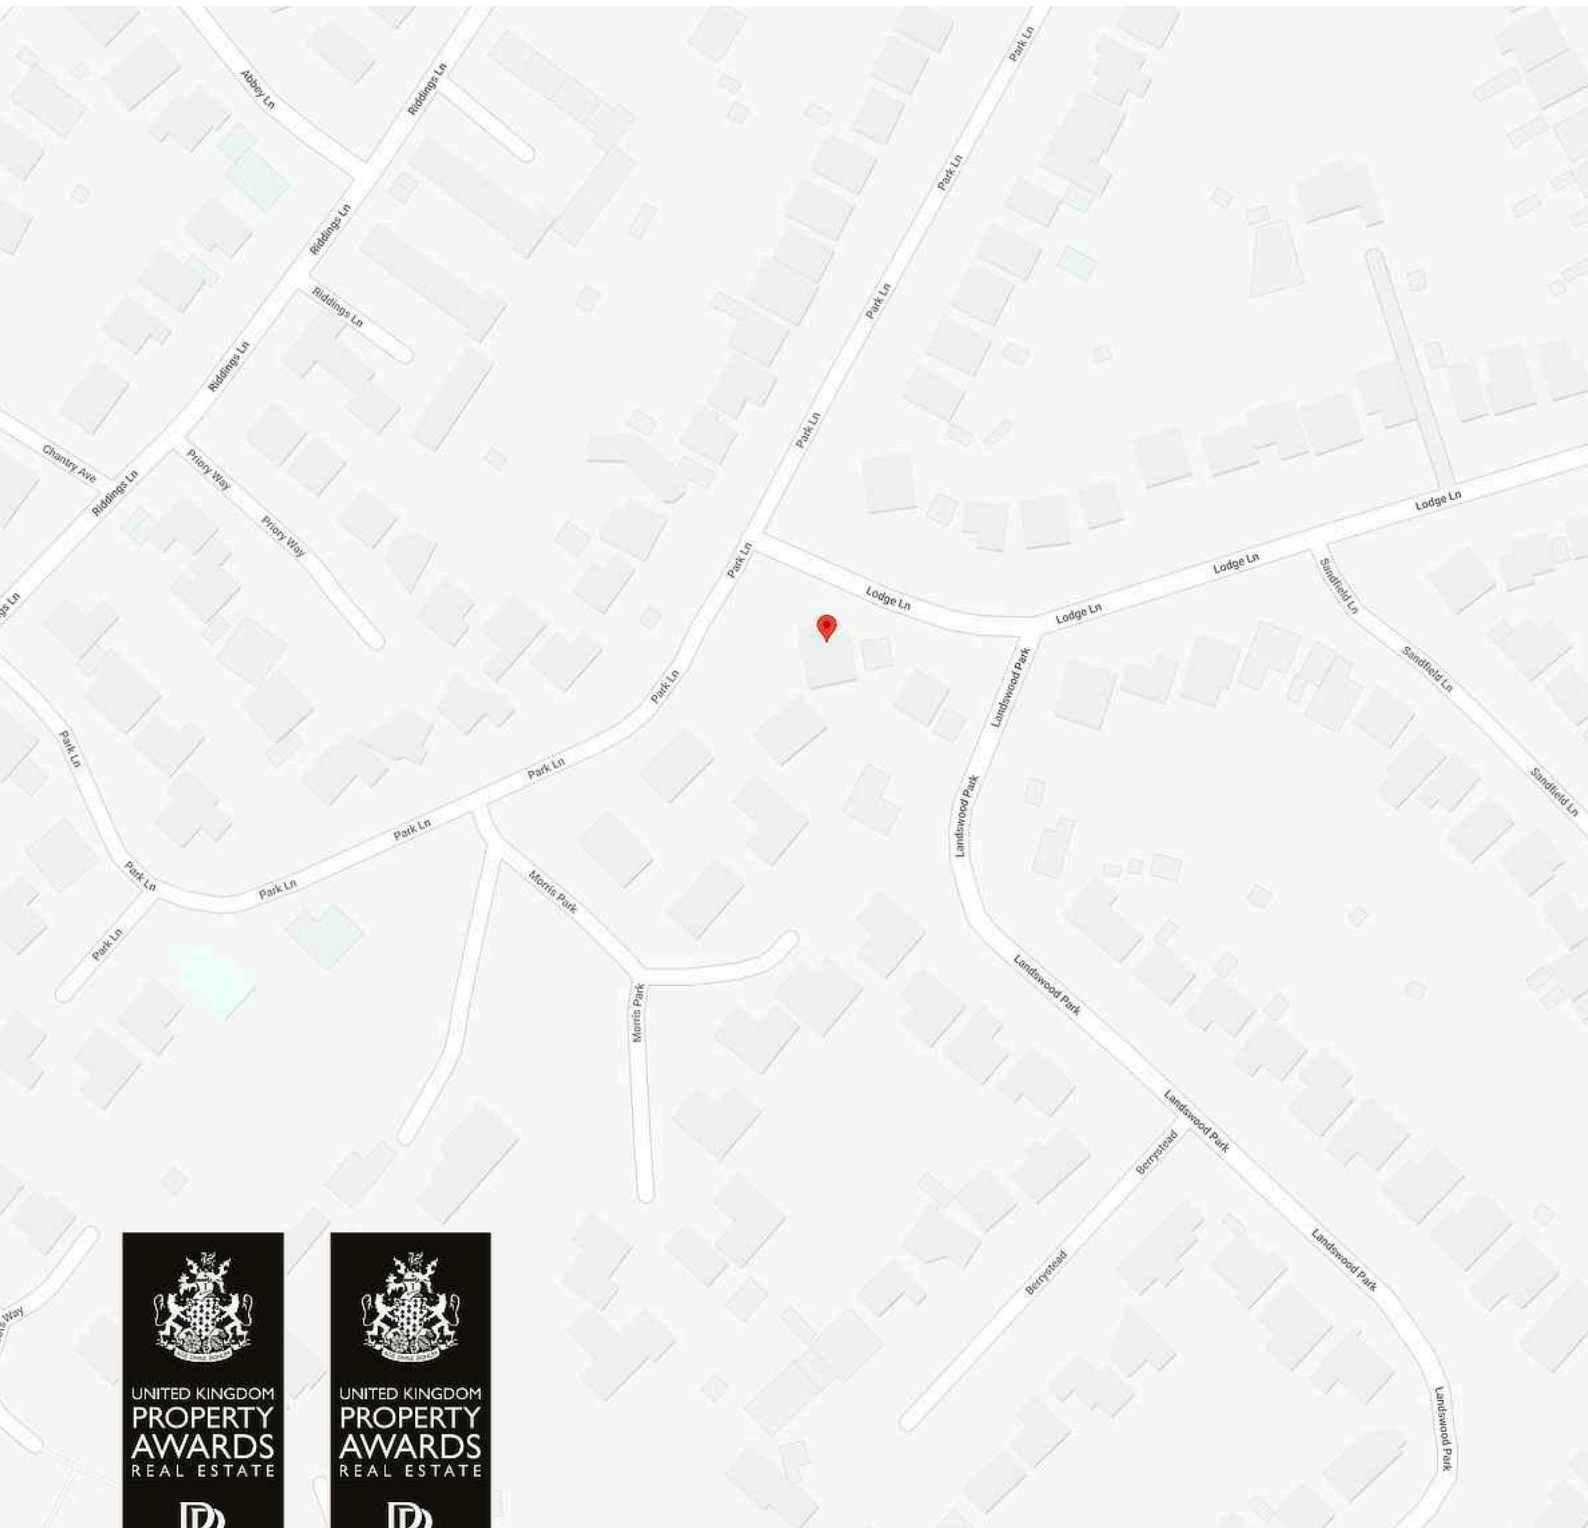 Park Ln
Riddings Ln
Abbey Ln
Park Ln
Riddings Ln
Park Ln
Riddings Ln
Riddings Ln
Park Ln
Chantry Ave
Priory Way
Riddings Ln
Lodge Ln
Priory Way
Park Ln
Lodge Ln
Sandfield Ln
Lodge Ln
Lodge Ln
Sandfield Ln
Landswood Park
Park Ln
Park Ln
Park Ln
Sandfield Ln
Landswood Park
Park Ln
Park Ln
Park Ln
Morris Park
Park Ln
Landswood Park
Morris Park
Landswood Park
Berrystead
Landswood Park
Berrystead
Landswood Park
UNITED KINGDOM
PROPERTY
AWARDS
REAL ESTATE
UNITED KINGDOM
PROPERTY
AWARDS
REAL ESTATE